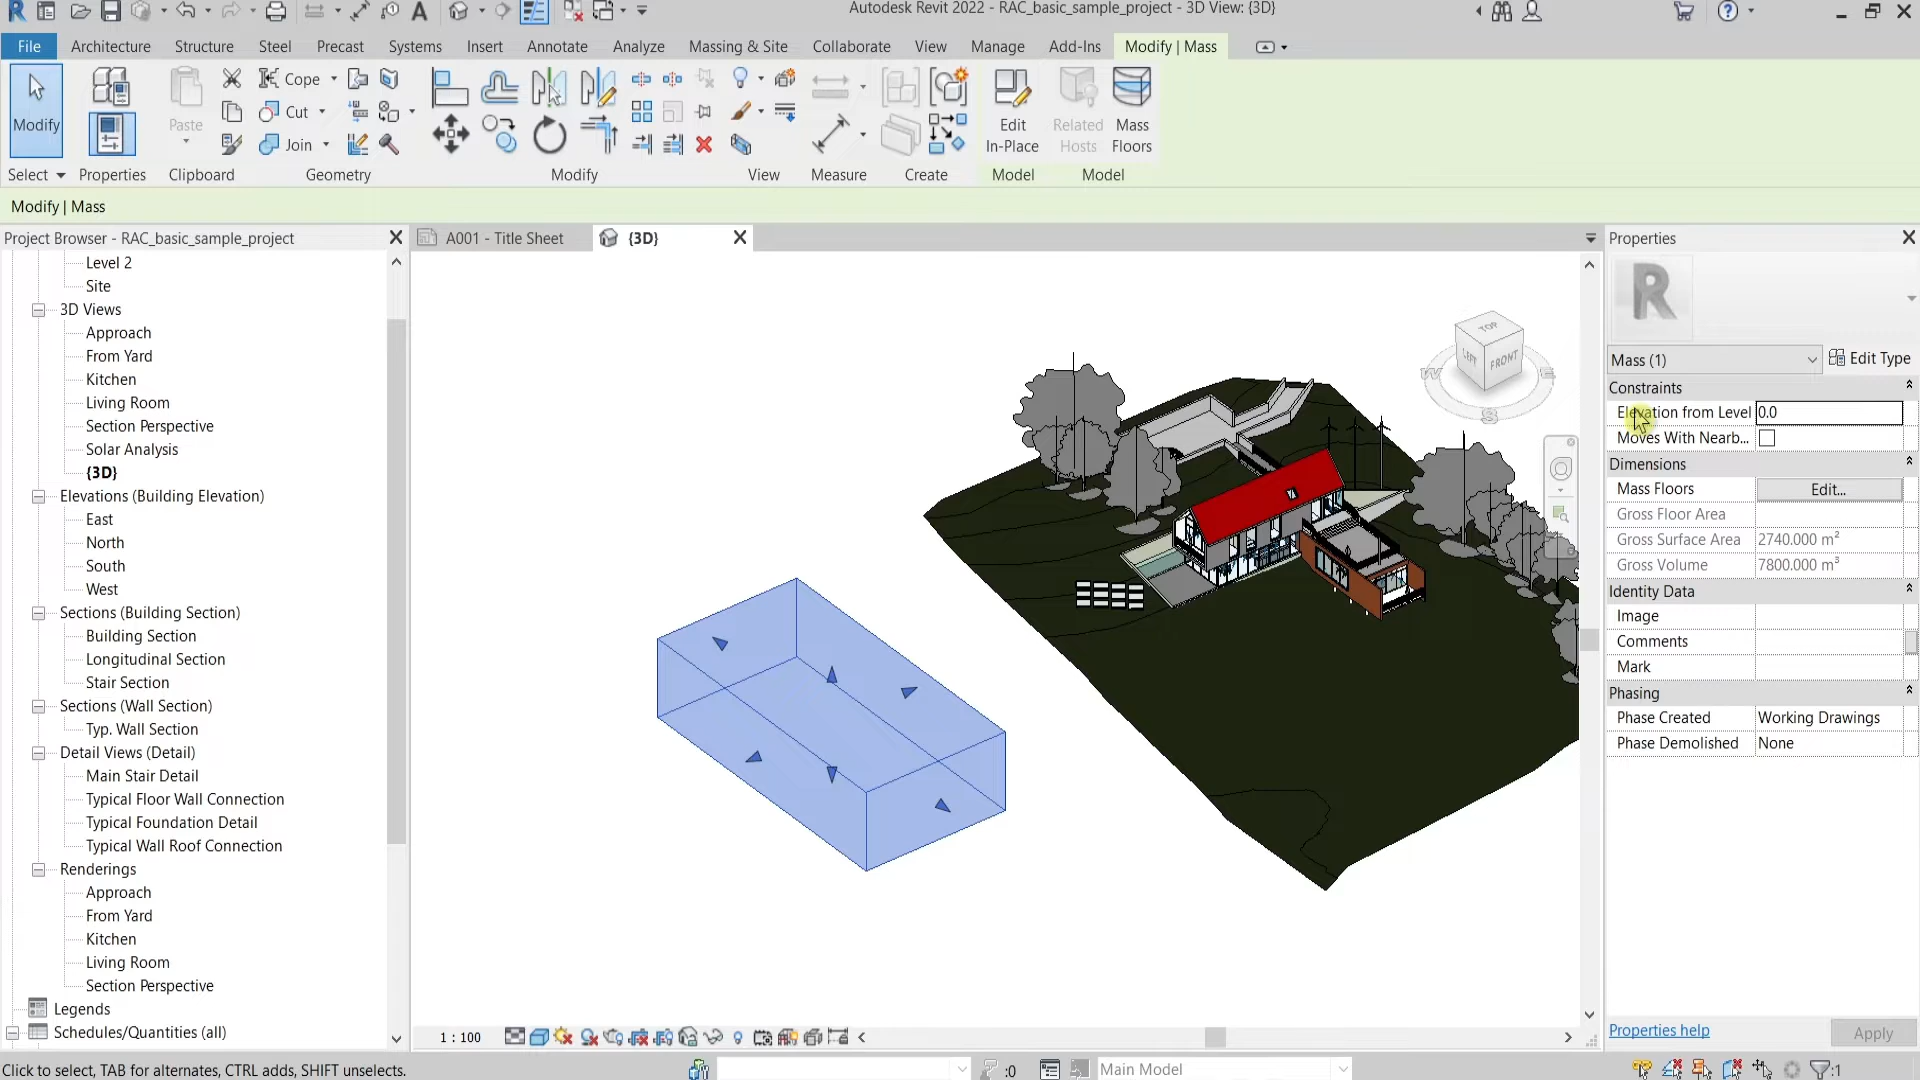 Autodesk Revit 2022 - RAC_basic_sample_project - 3D View: {3D}
File Architecture Structure Steel Precast Systems Insert Annotate Analyze Massing & Site Collaborate View Manage Add-Ins Modify | Mass
Modify
Paste
Cope
Cut
Join
Edit In-Place
Related Hosts
Mass Floors
Select Properties Clipboard Geometry Modify View Measure Create Model Model
Modify | Mass
Project Browser - RAC_basic_sample_project
A001 - Title Sheet
{3D}
Properties
Level 2
Site
3D Views
Approach
From Yard
Kitchen
Living Room
Section Perspective
Solar Analysis
{3D}
Elevations (Building Elevation)
East
North
South
West
Sections (Building Section)
Building Section
Longitudinal Section
Stair Section
Sections (Wall Section)
Typ. Wall Section
Detail Views (Detail)
Main Stair Detail
Typical Floor Wall Connection
Typical Foundation Detail
Typical Wall Roof Connection
Renderings
Approach
From Yard
Kitchen
Living Room
Section Perspective
Legends
Schedules/Quantities (all)
TOP
LEFT
FRONT
W
E
S
R
Mass (1)
Edit Type
Constraints
Elevation from Level 0.0
Moves With Nearb...
Dimensions
Mass Floors Edit...
Gross Floor Area
Gross Surface Area 2740.000 m²
Gross Volume 7800.000 m³
Identity Data
Image
Comments
Mark
Phasing
Phase Created Working Drawings
Phase Demolished None
Properties help
Apply
1 : 100
Click to select, TAB for alternates, CTRL adds, SHIFT unselects.
:0
Main Model
:1